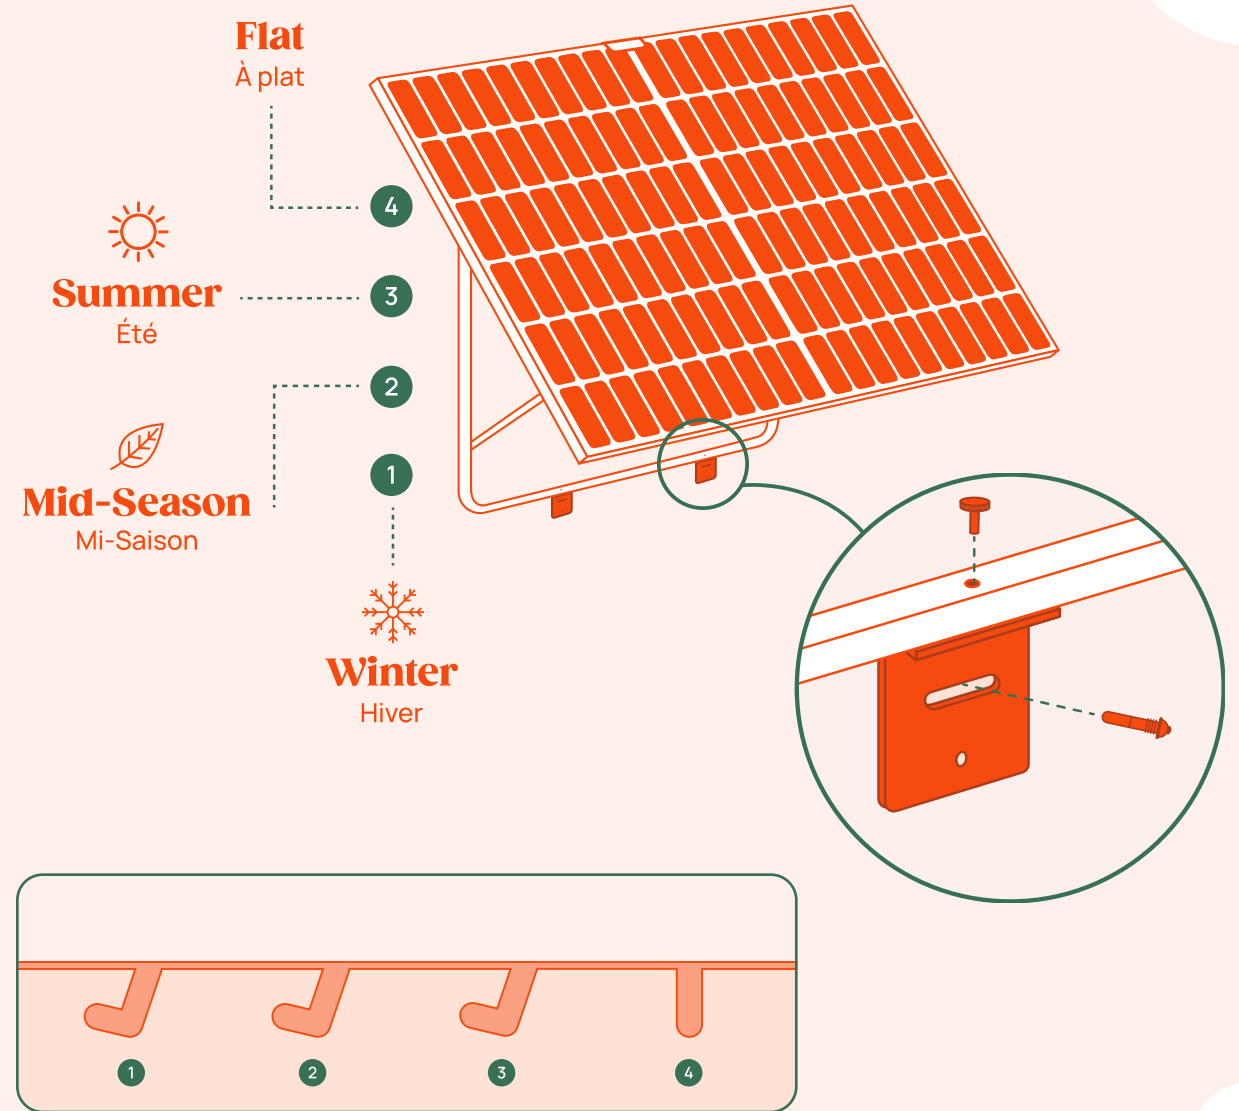 Flat
À plat
4
Summer
Été
3
2
Mid-Season
Mi-Saison
1
Winter
Hiver
1
2
3
4